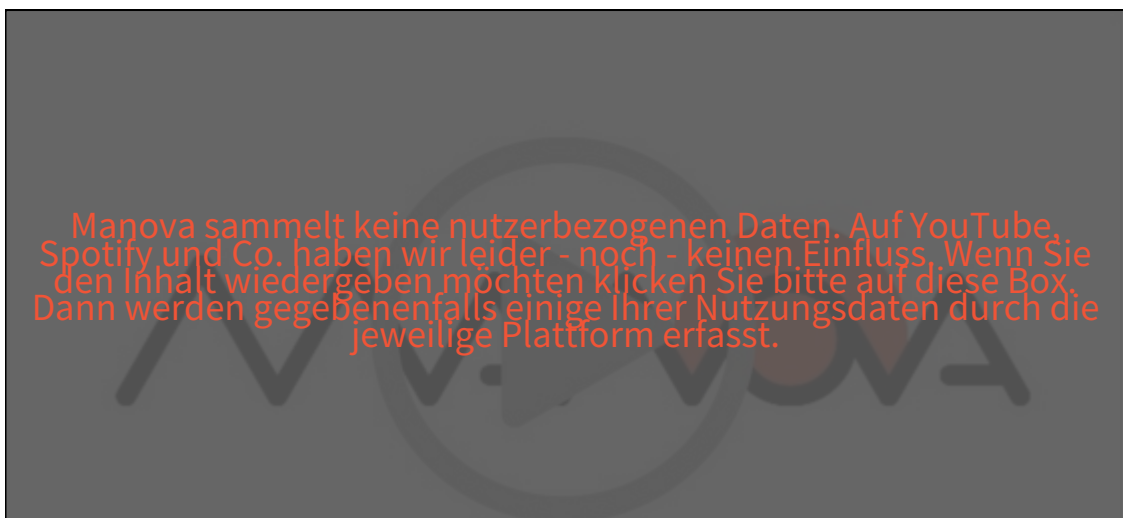 Manova sammelt keine nutzerbezogenen Daten. Auf YouTube,
Spotify und Co. haben wir leider - noch - keinen Einfluss. Wenn Sie
den Inhalt wiedergeben möchten klicken Sie bitte auf diese Box.
Dann werden gegebenenfalls einige Ihrer Nutzungsdaten durch die
jeweilige Plattform erfasst.
MANOVA